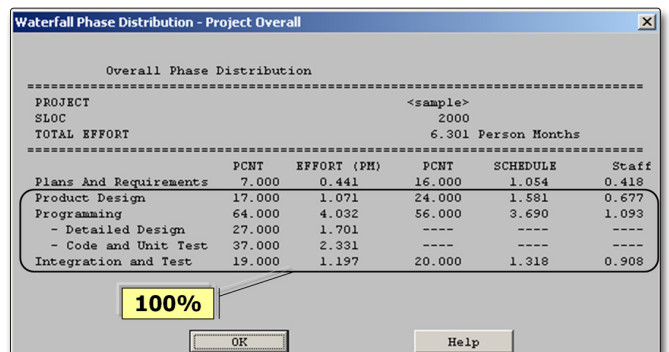 Waterfall Phase Distribution - Project Overall
Overall Phase Distribution
PROJECT <sample>
SLOC 2000
TOTAL EFFORT 6.301 Person Months
PCNT EFFORT (PM) PCNT SCHEDULE Staff
Plans And Requirements 7.000 0.441 16.000 1.054 0.418
Product Design 17.000 1.071 24.000 1.581 0.677
Programming 64.000 4.032 56.000 3.690 1.093
- Detailed Design 27.000 1.701 ---- ---- ----
- Code and Unit Test 37.000 2.331 ---- ---- ----
Integration and Test 19.000 1.197 20.000 1.318 0.908
100%
OK Help